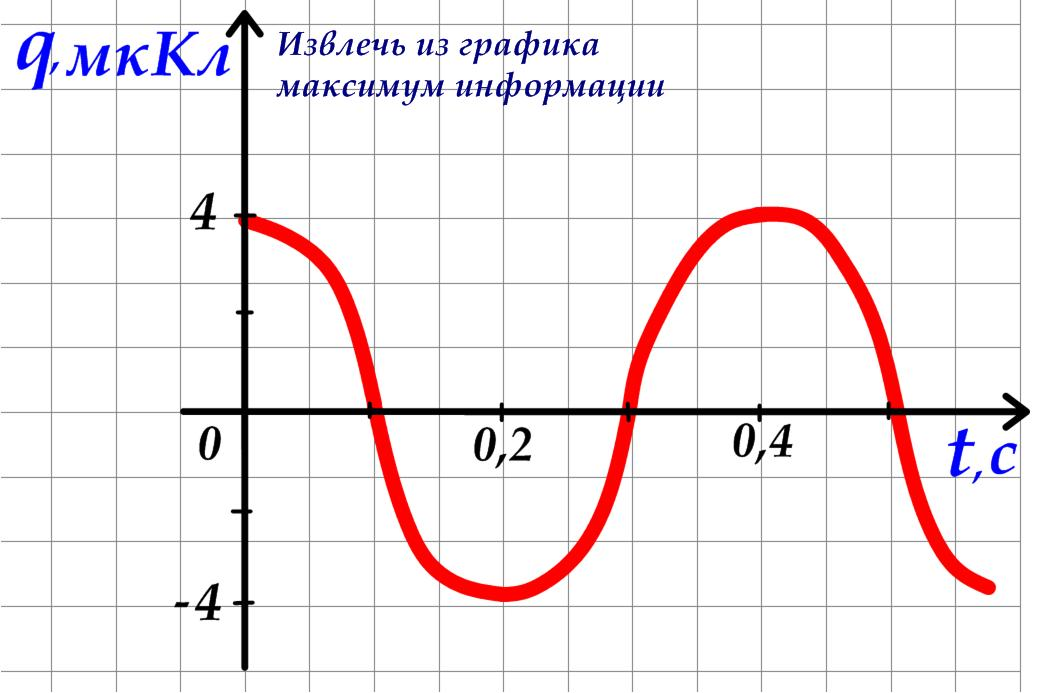 q,мкКл
Извлечь из графика
максимум информации
4
0
0,2
0,4
t,с
-4